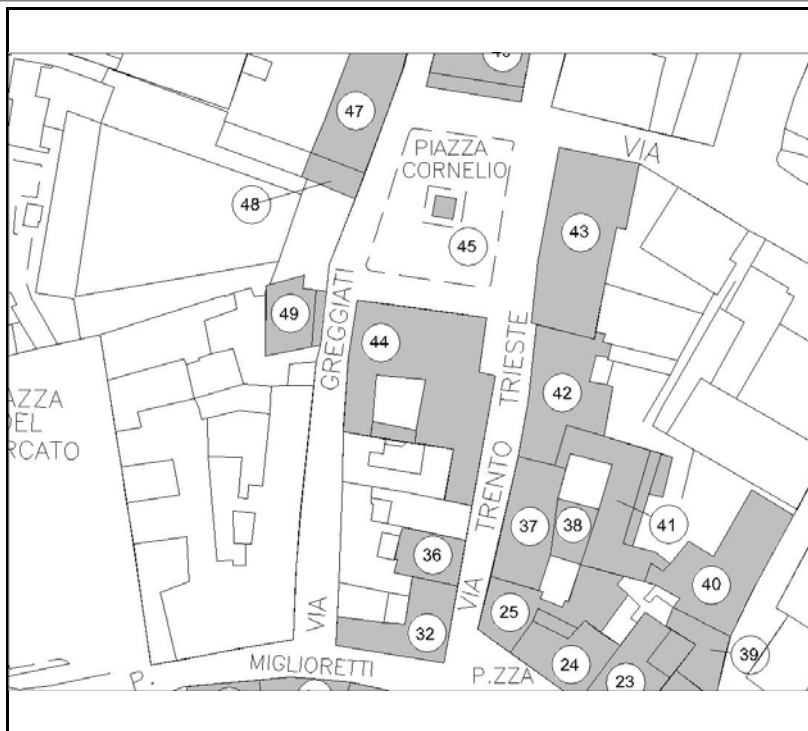 47
PIAZZA
CORNELIO
VIA
48
45
43
49
GREGGIATI
44
TRIESTE
42
AZZA
DEL
RCATO
TRENTO
37
38
41
36
40
VIA
VIA
25
32
39
24
MIGLIORETTI
P.
P.ZZA
23